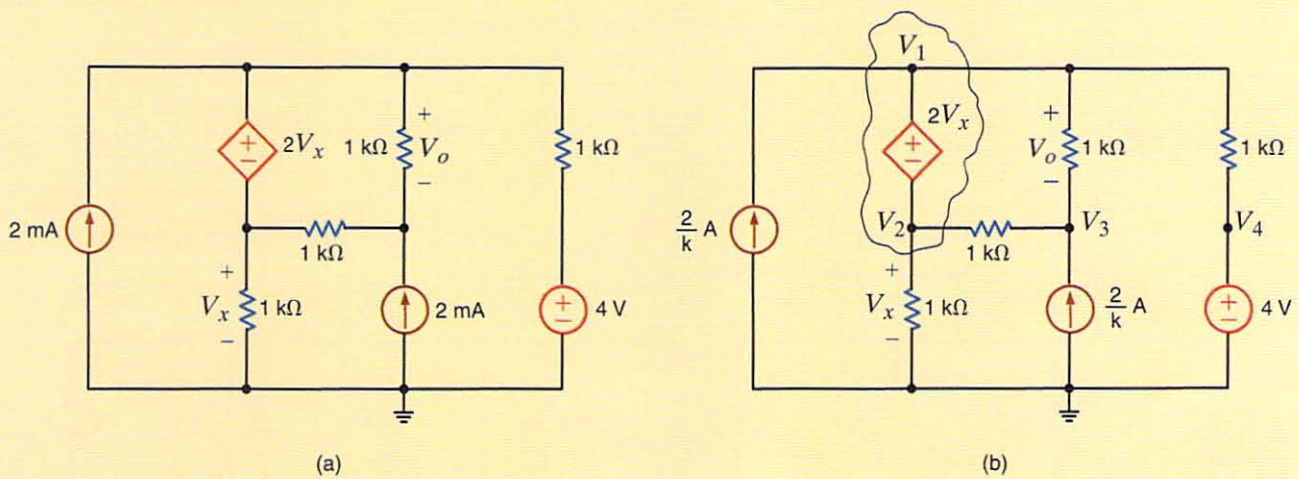 2 mA
+
−
2Vx
1 kΩ
+
Vo
−
1 kΩ
1 kΩ
+
Vx
−
1 kΩ
2 mA
+
−
4 V
(a)
V1
+
−
2Vx
+
Vo
−
1 kΩ
1 kΩ
2/k A
V2
1 kΩ
V3
V4
+
Vx
−
1 kΩ
2/k A
+
−
4 V
(b)